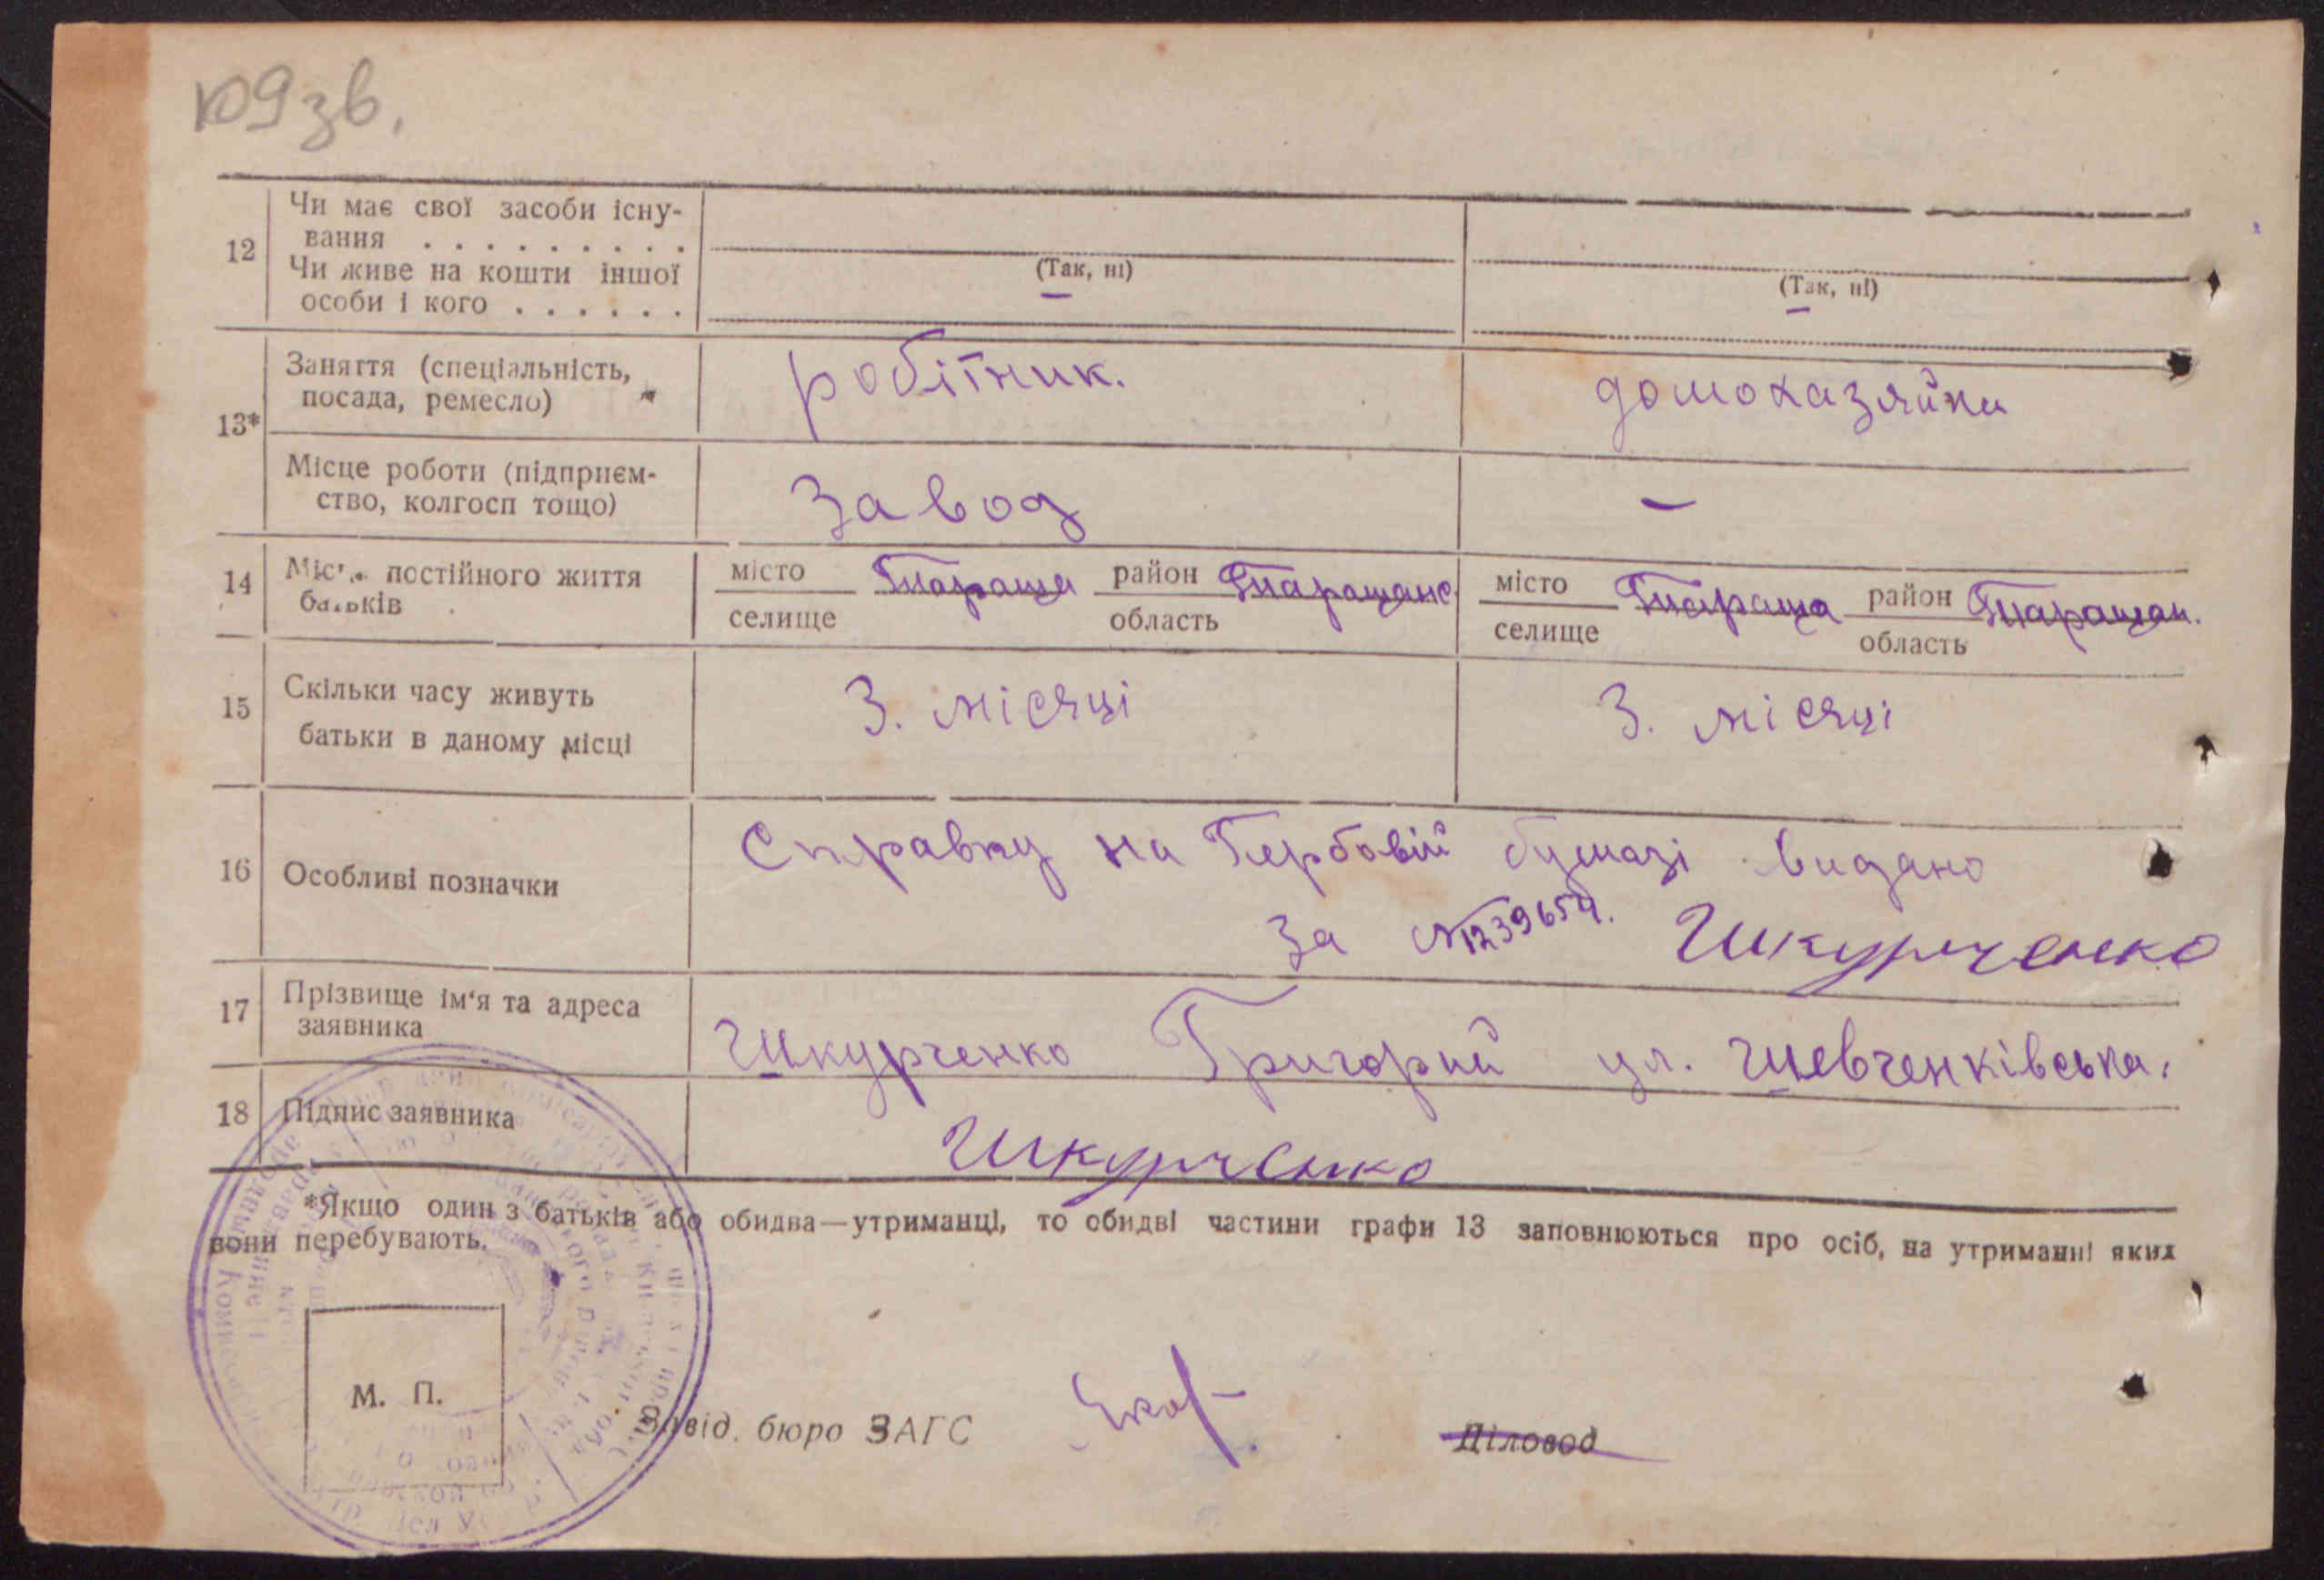 109зв.
12
Чи має свої засоби існу-
вання . . . . . . . . .
Чи живе на кошти іншої
особи і кого . . . . . .
(Так, ні)
(Так, ні)
13*
Заняття (спеціальність,
посада, ремесло)
робітник.
домохазяйка
Місце роботи (підприєм-
ство, колгосп тощо)
завод
—
14
Місц. постійного життя
батьків
місто
селище
Тараща
район
область
Таращанс.
місто
селище
Тараща
район
область
Таращан.
15
Скільки часу живуть
батьки в даному місці
3. місяці
3. місяці
16
Особливі позначки
Справку на Гербовій бумазі видано
за №1239654. Шкурченко
17
Прізвище ім'я та адреса
заявника
Шкурченко Григорий ул. Шевченківська.
18
Підпис заявника
Шкурченко
*Якщо один з батьків або обидва—утриманці, то обидві частини графи 13 заповнюються про осіб, на утриманні яких
вони перебувають.
М. П.
Завід. бюро ЗАГС
Діловод